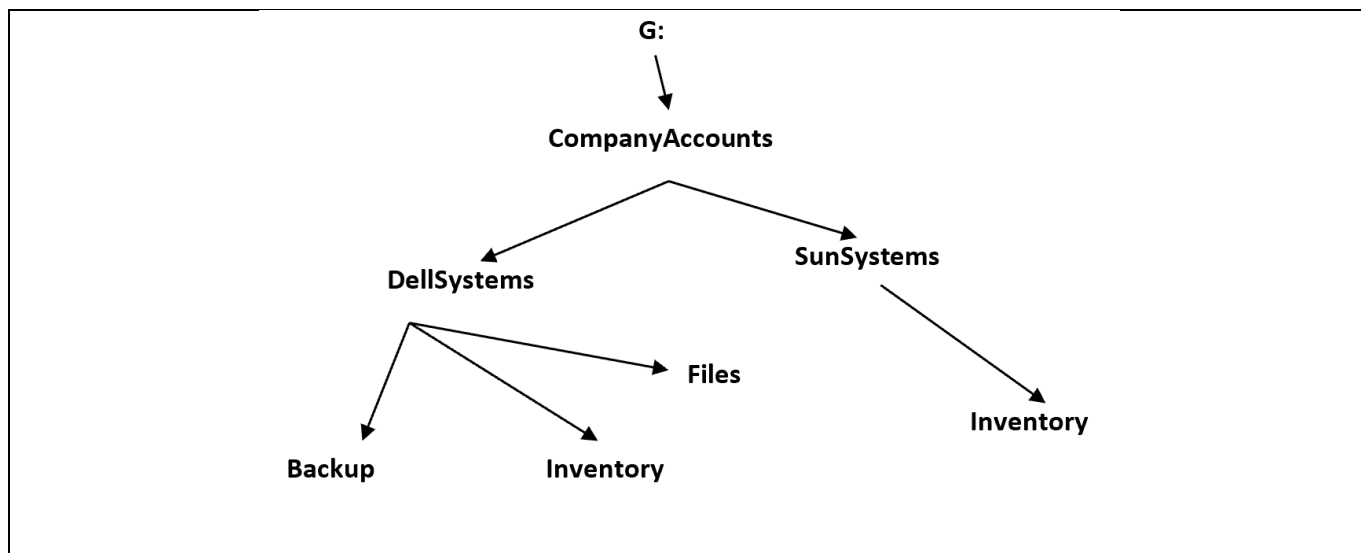 G:
CompanyAccounts
DellSystems
SunSystems
Files
Inventory
Backup
Inventory